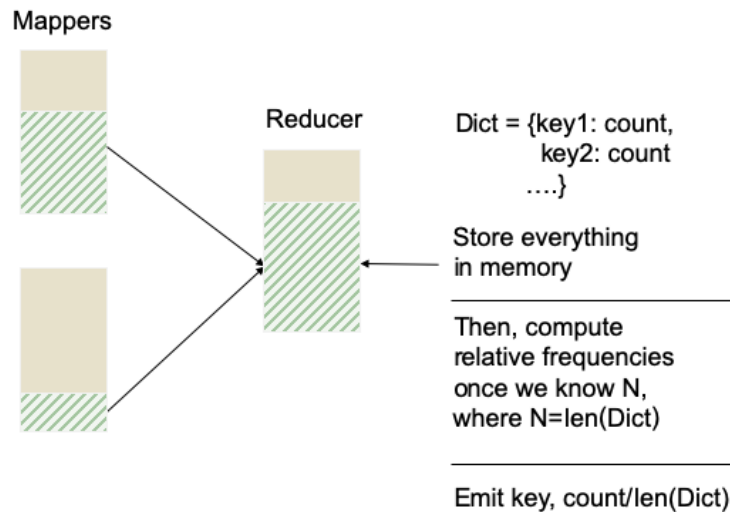 Mappers
Reducer
Dict = {key1: count,
key2: count
....}
Store everything
in memory
Then, compute
relative frequencies
once we know N,
where N=len(Dict)
Emit key, count/len(Dict)